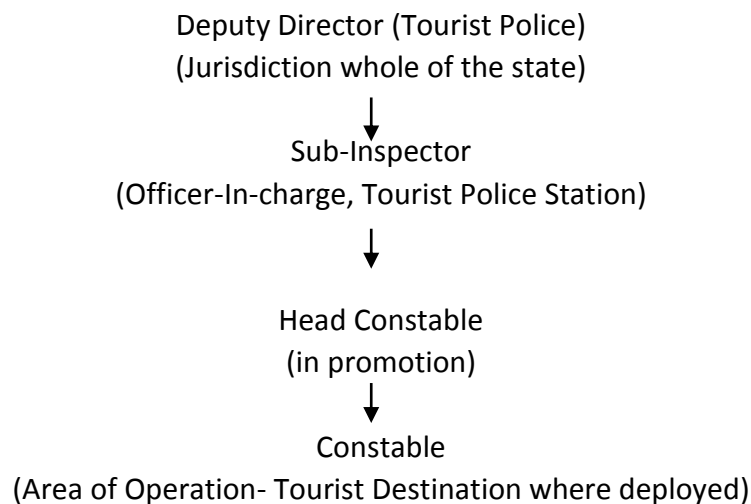 Deputy Director (Tourist Police)
(Jurisdiction whole of the state)
Sub-Inspector
(Officer-In-charge, Tourist Police Station)
Head Constable
(in promotion)
Constable
(Area of Operation- Tourist Destination where deployed)